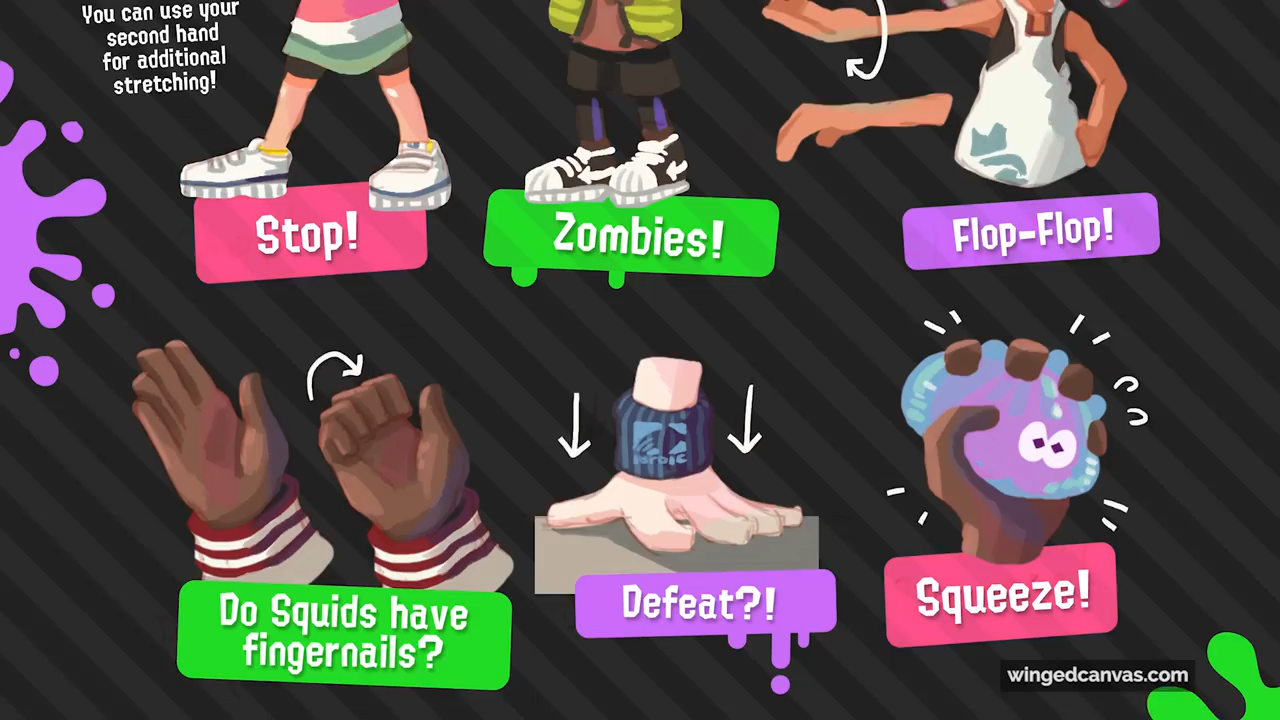 You can use your
second hand
for additional
stretching!
Stop!
Zombies!
Flop-Flop!
Do Squids have
fingernails?
Defeat?!
Squeeze!
wingedcanvas.com